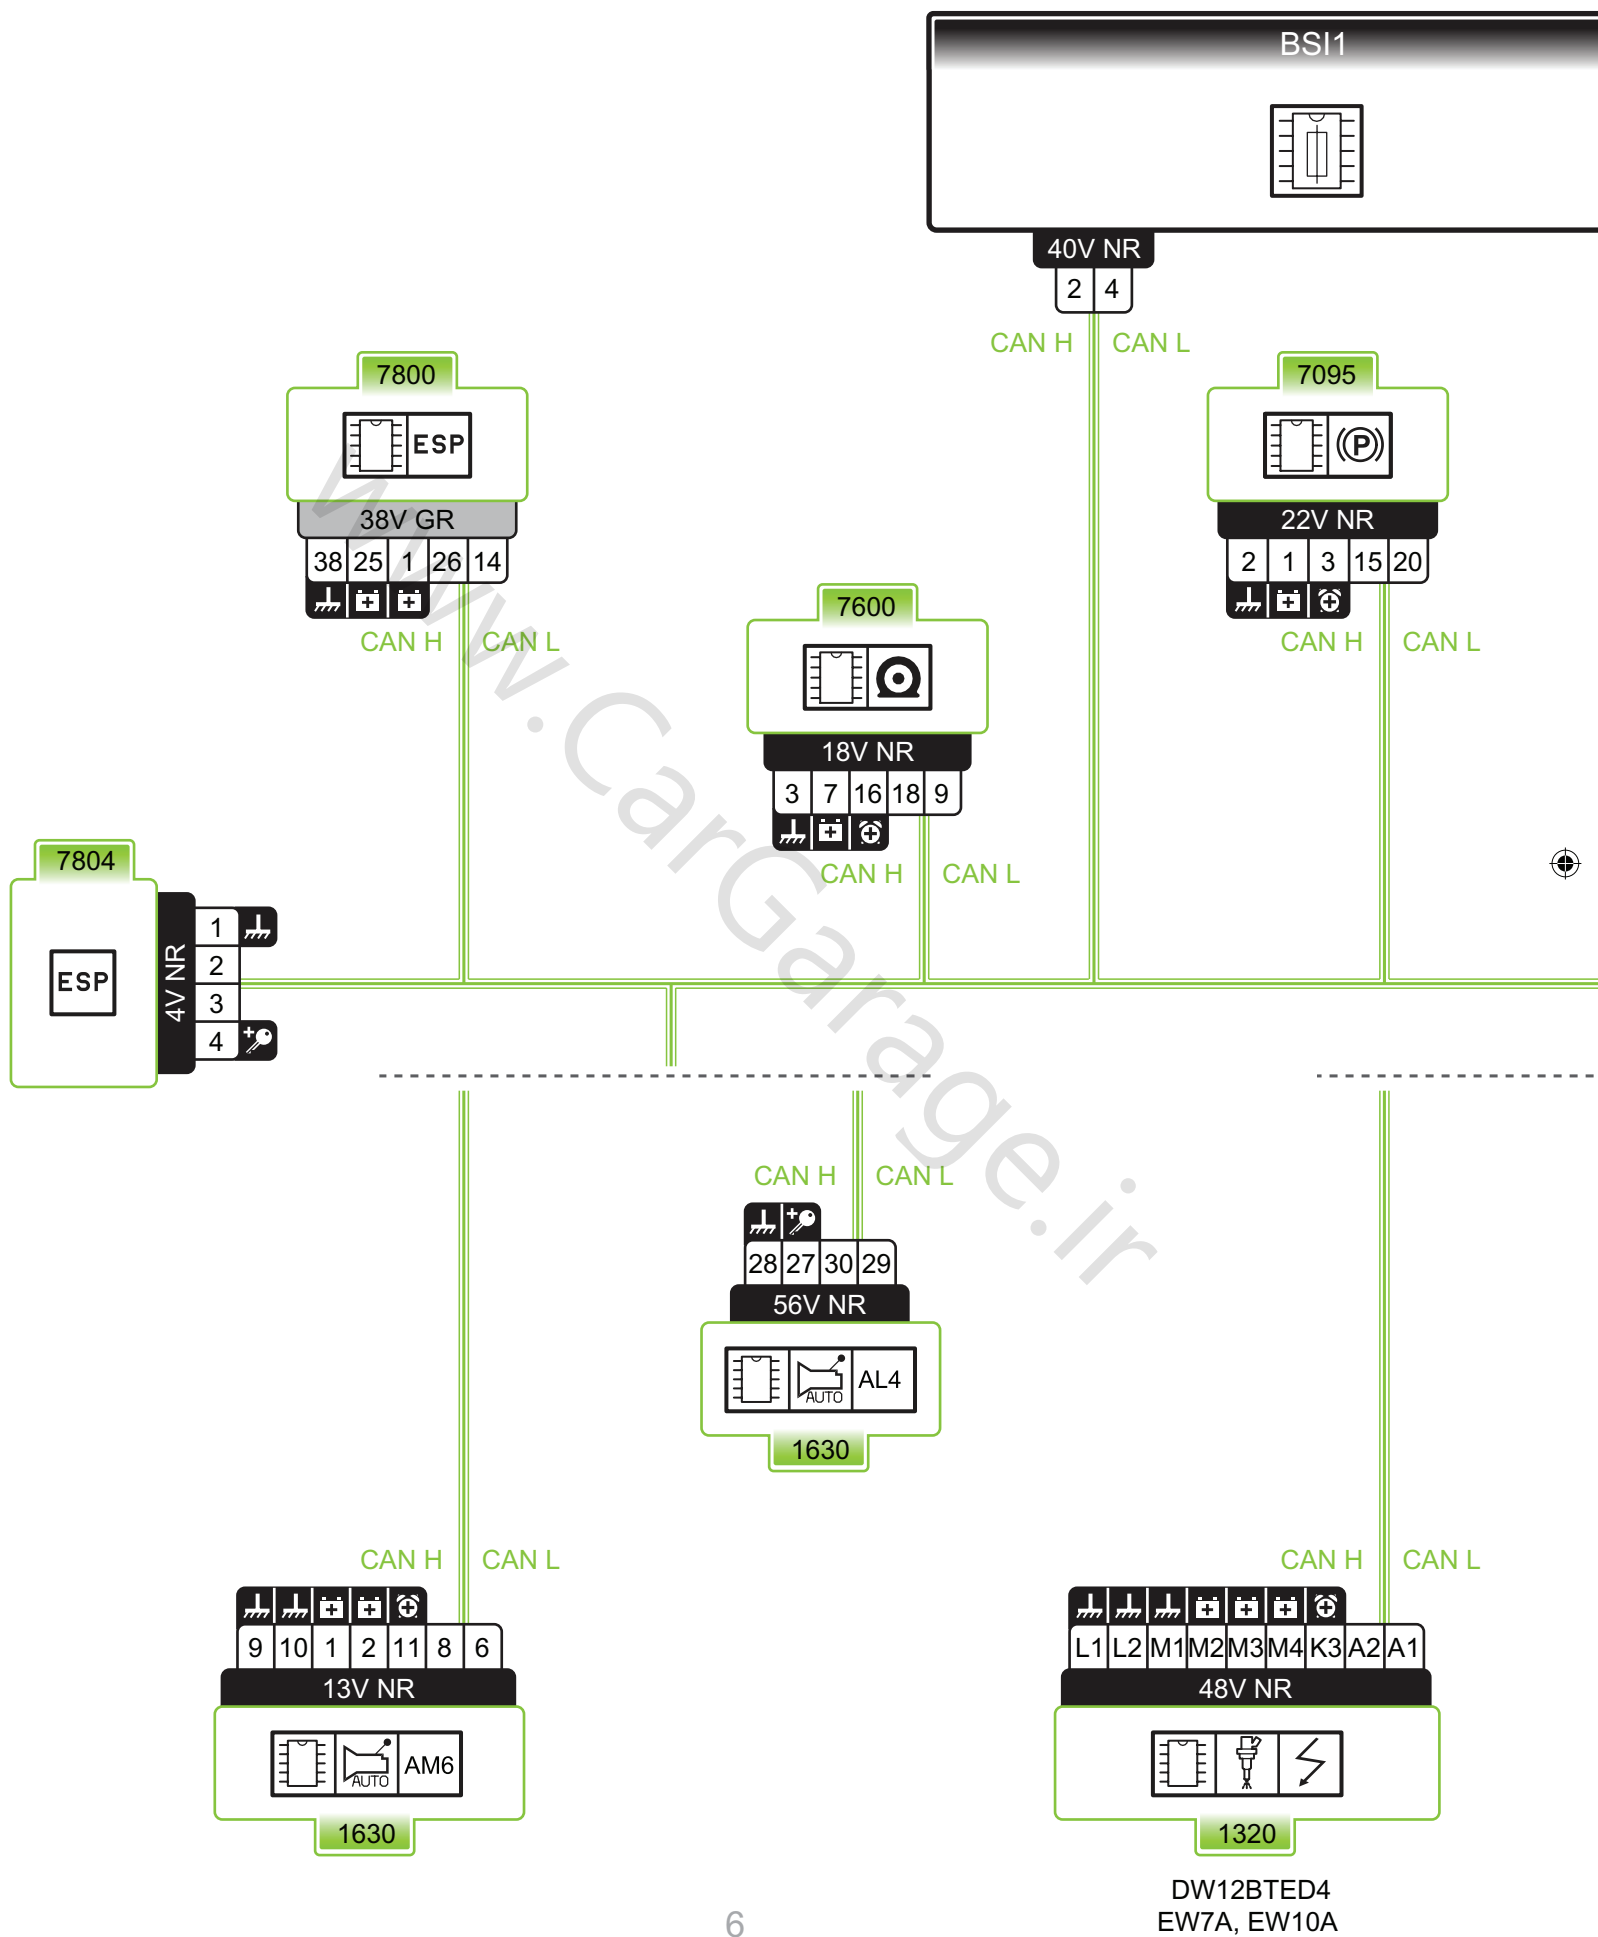 BSI1
40V NR
2 4
CAN H CAN L
7800
ESP
38V GR
38 25 1 26 14
CAN H CAN L
7095
P
22V NR
2 1 3 15 20
CAN H CAN L
7600
18V NR
3 7 16 18 9
CAN H CAN L
7804
ESP
4V NR
1
2
3
4
www.CarGarage.ir
CAN H CAN L
28 27 30 29
56V NR
AUTO AL4
1630
CAN H CAN L
9 10 1 2 11 8 6
13V NR
AUTO AM6
1630
CAN H CAN L
L1 L2 M1 M2 M3 M4 K3 A2 A1
48V NR
1320
DW12BTED4
EW7A, EW10A
6